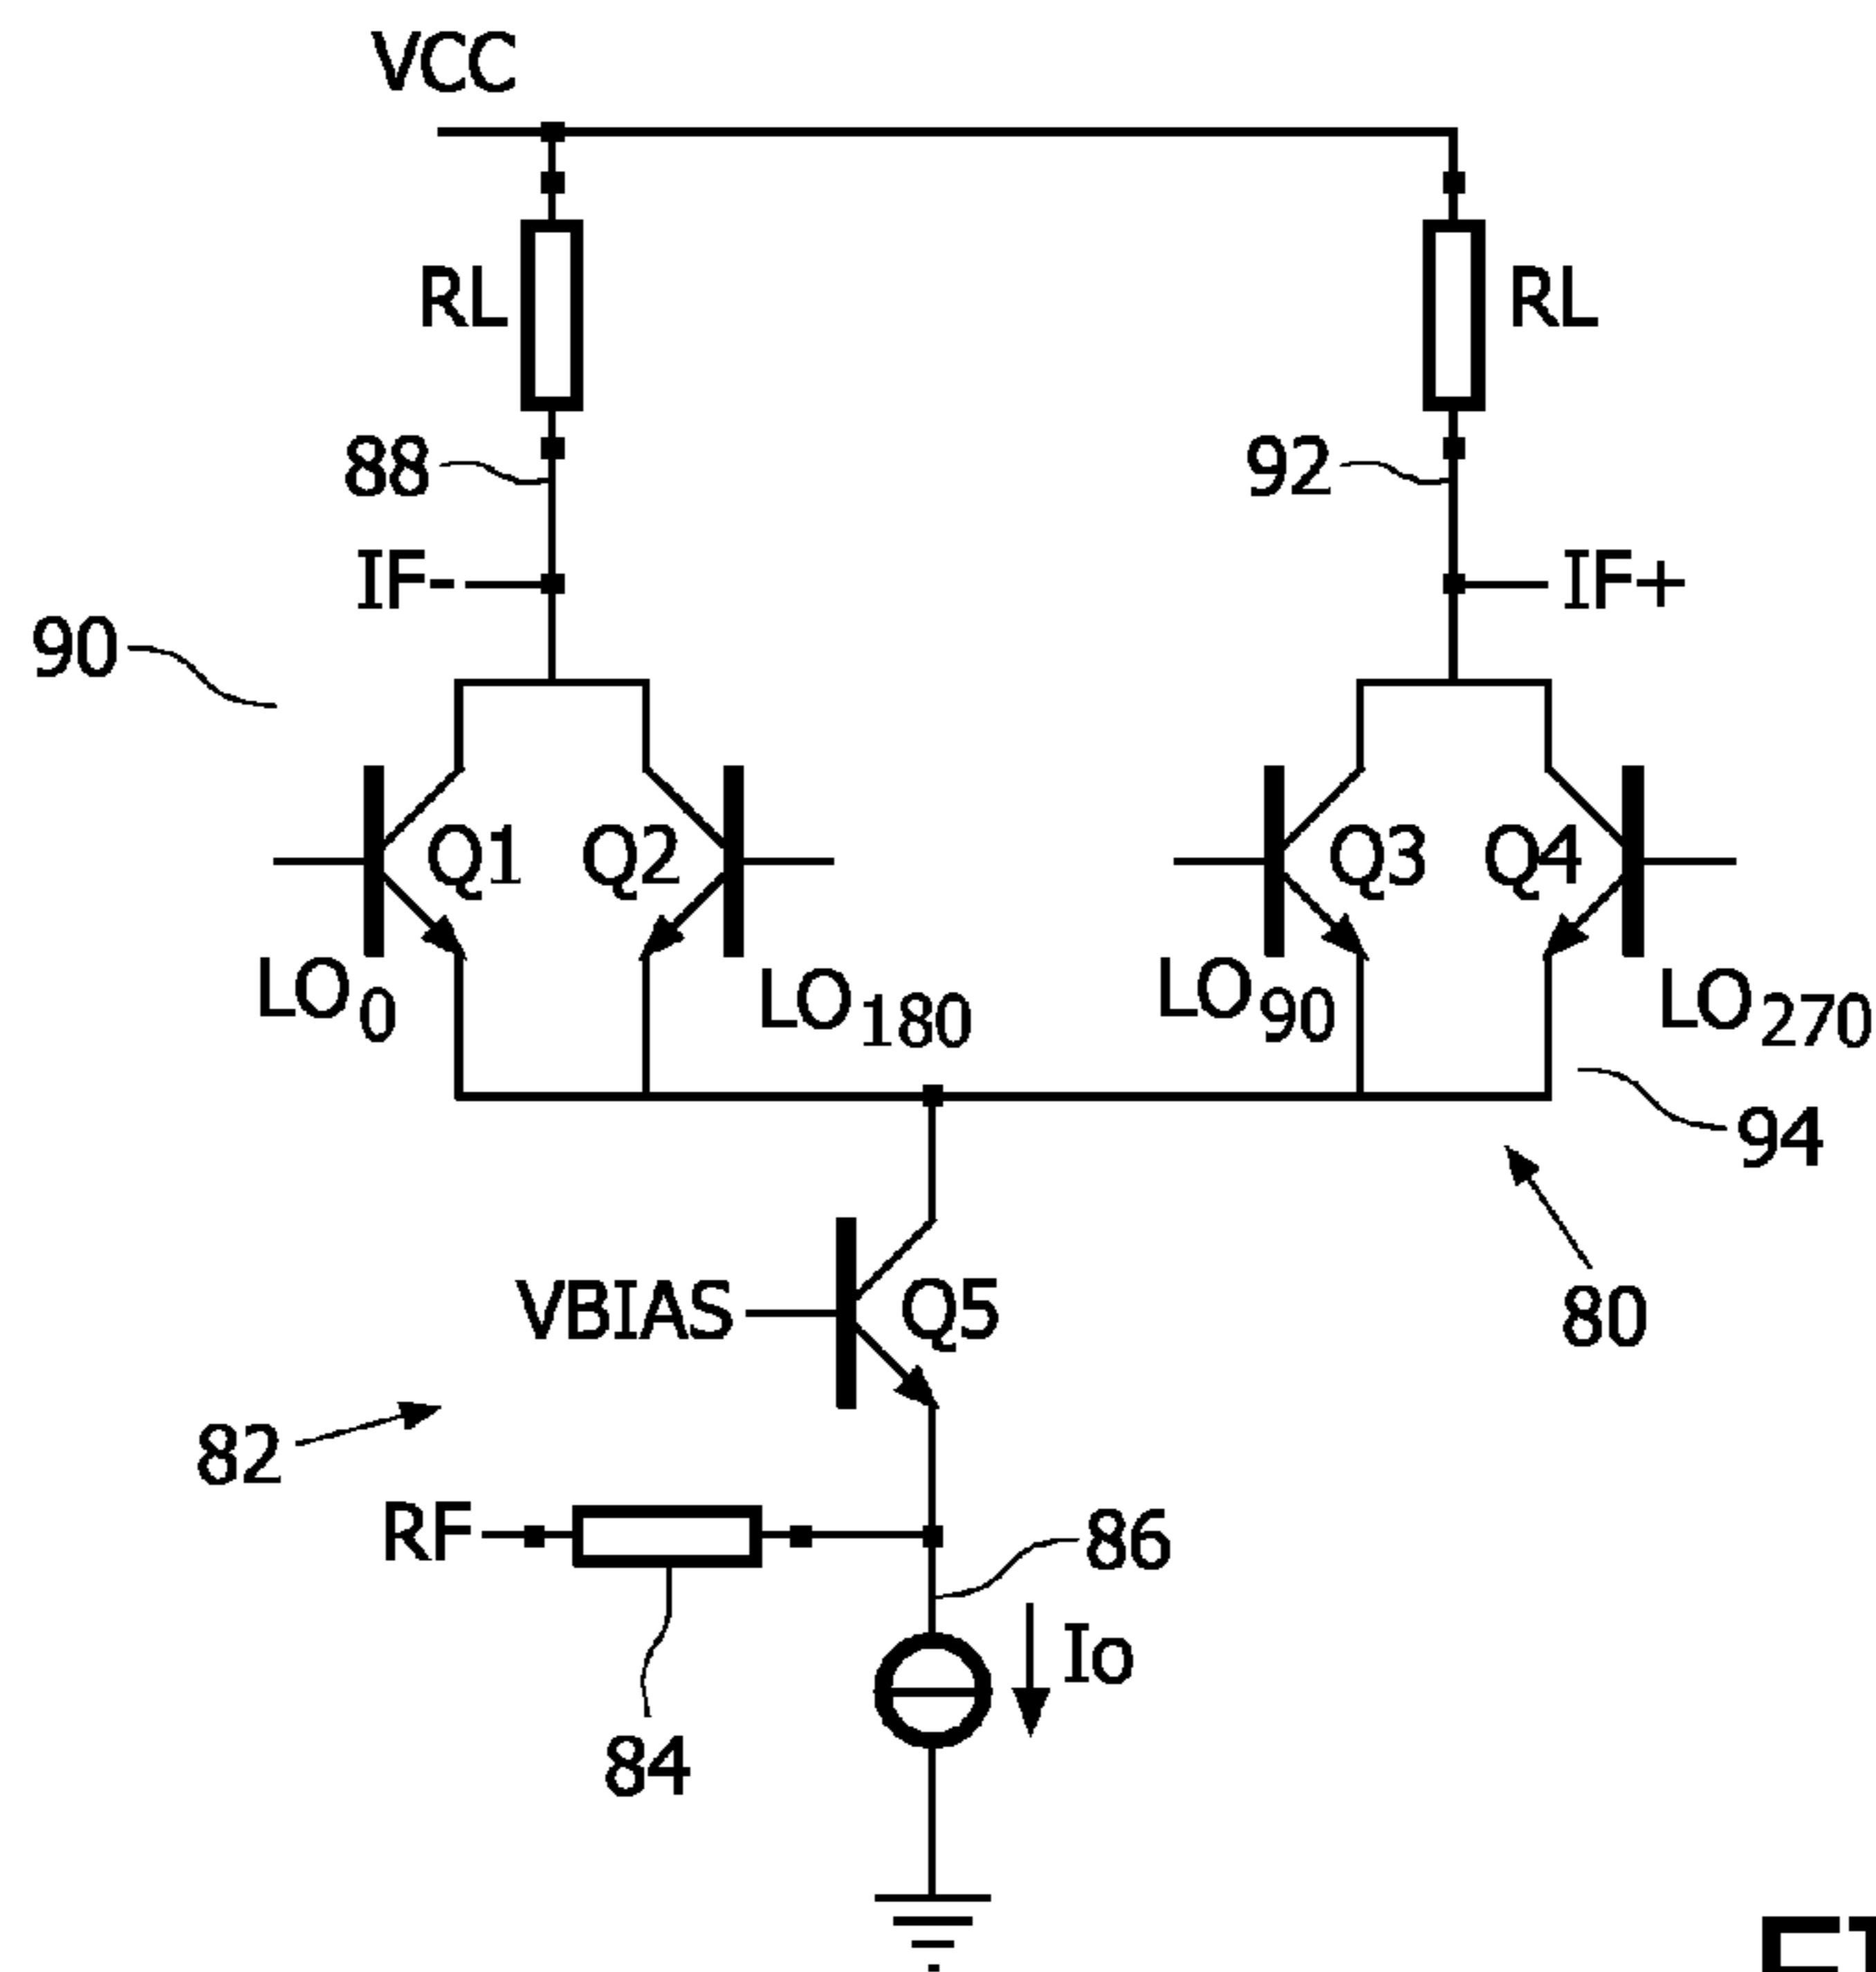 VCC
RL RL
88 92
IF- IF+
90
Q1 Q2 Q3 Q4
LO0 LO180 LO90 LO270
94
VBIAS Q5 80
82
RF 86
Io
84